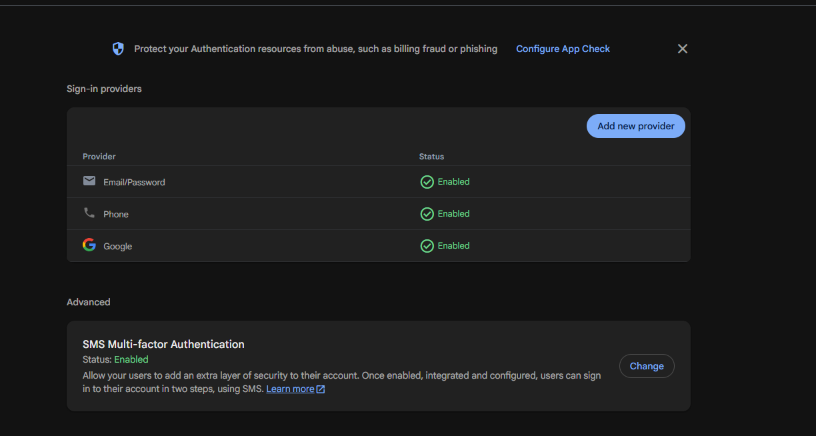 Protect your Authentication resources from abuse, such as billing fraud or phishing Configure App Check
Sign-in providers
Add new provider
Provider Status
Email/Password Enabled
Phone Enabled
Google Enabled
Advanced
SMS Multi-factor Authentication
Status: Enabled
Allow your users to add an extra layer of security to their account. Once enabled, integrated and configured, users can sign
in to their account in two steps, using SMS. Learn more
Change